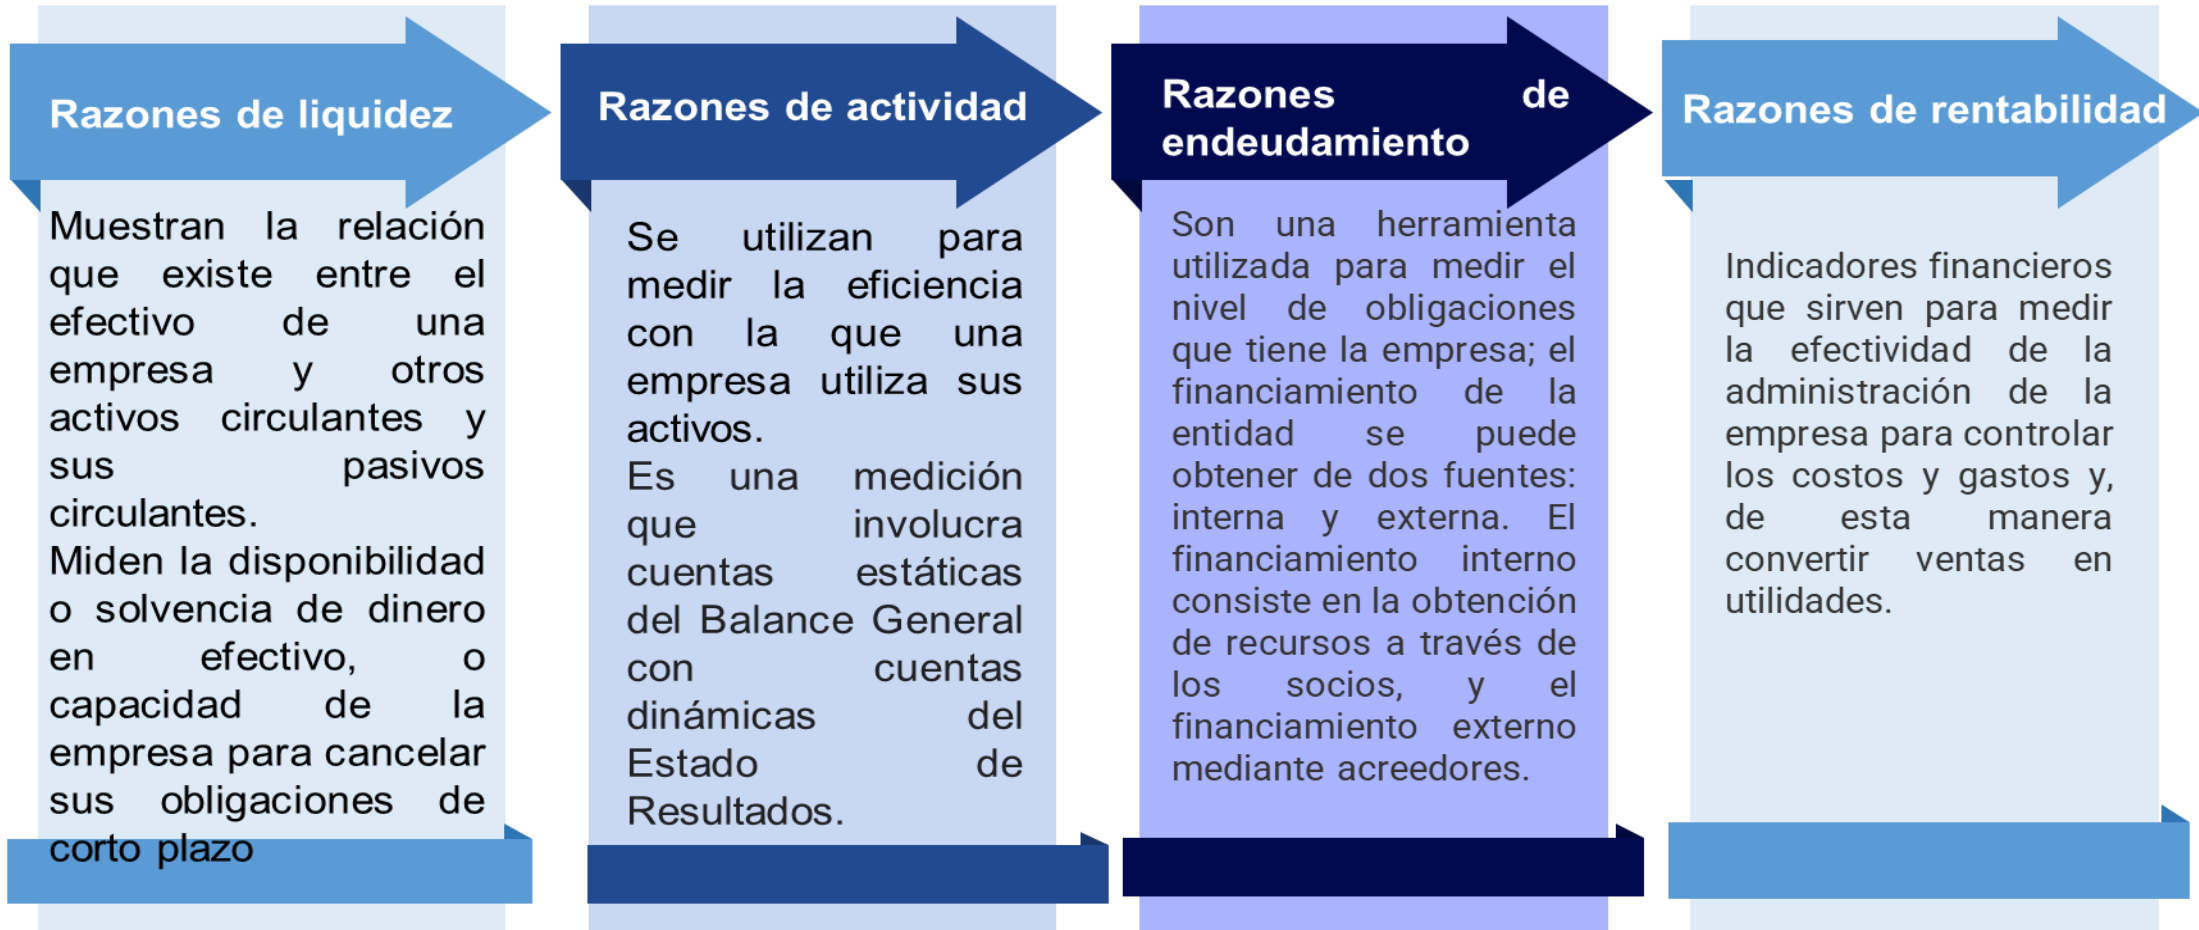 Razones de liquidez
Muestran la relación
que existe entre el
efectivo de una
empresa y otros
activos circulantes y
sus pasivos
circulantes.
Miden la disponibilidad
o solvencia de dinero
en efectivo, o
capacidad de la
empresa para cancelar
sus obligaciones de
corto plazo
Razones de actividad
Se utilizan para
medir la eficiencia
con la que una
empresa utiliza sus
activos.
Es una medición
que involucra
cuentas estáticas
del Balance General
con cuentas
dinámicas del
Estado de
Resultados.
Razones de
endeudamiento
Son una herramienta
utilizada para medir el
nivel de obligaciones
que tiene la empresa; el
financiamiento de la
entidad se puede
obtener de dos fuentes:
interna y externa. El
financiamiento interno
consiste en la obtención
de recursos a través de
los socios, y el
financiamiento externo
mediante acreedores.
Razones de rentabilidad
Indicadores financieros
que sirven para medir
la efectividad de la
administración de la
empresa para controlar
los costos y gastos y,
de esta manera
convertir ventas en
utilidades.